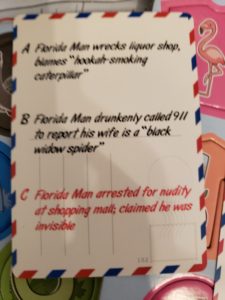 A Florida Man wrecks liquor shop,
blames "hookah-smoking
caterpillar"
B Florida Man drunkenly called 911
to report his wife is a "black
widow spider"
C Florida Man arrested for nudity
at shopping mall; claimed he was
invisible